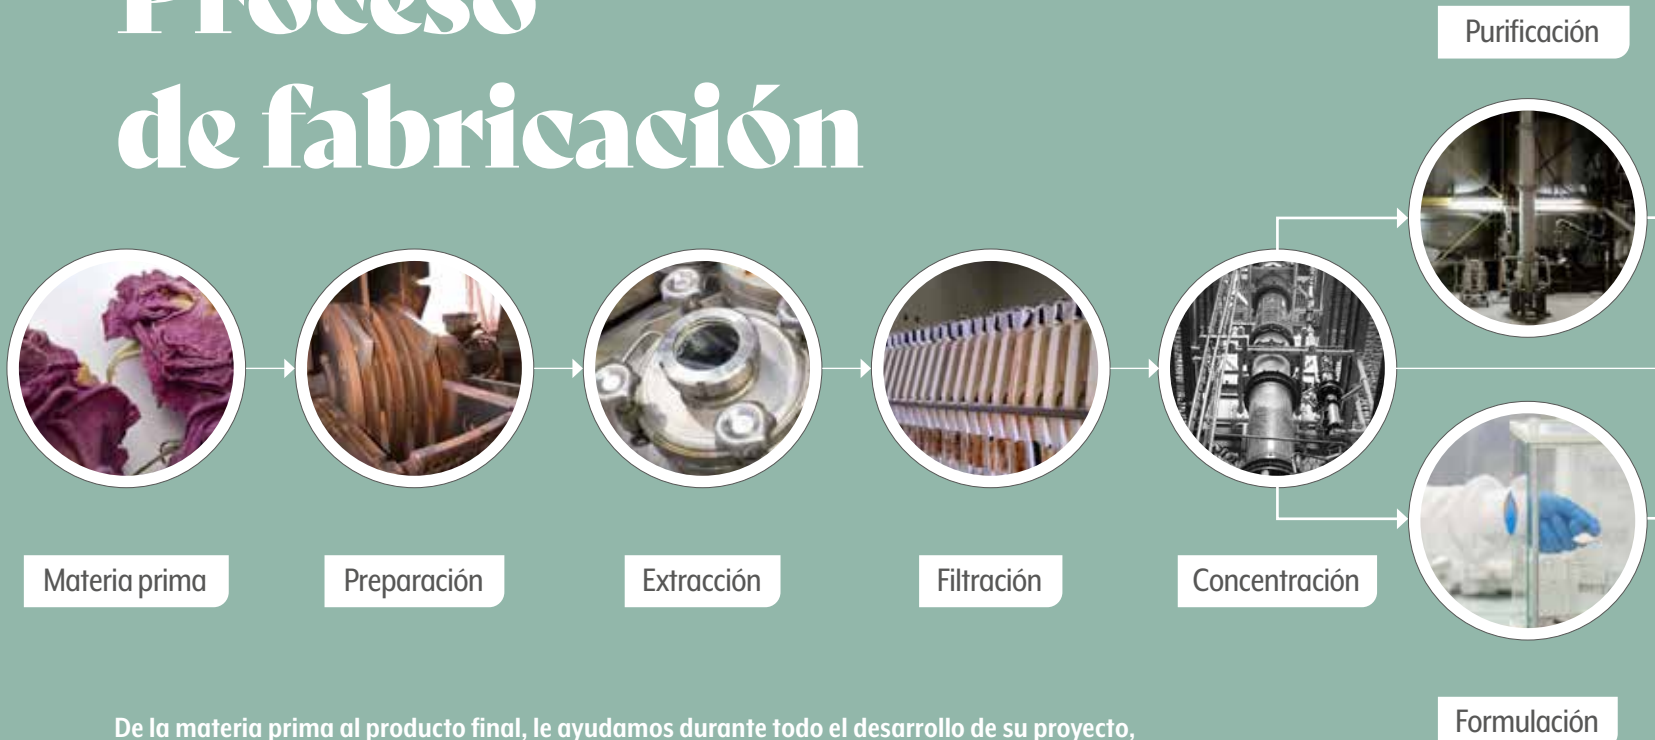 Proceso
de fabricación
Purificación
Materia prima
Preparación
Extracción
Filtración
Concentración
Formulación
De la materia prima al producto final, le ayudamos durante todo el desarrollo de su proyecto,